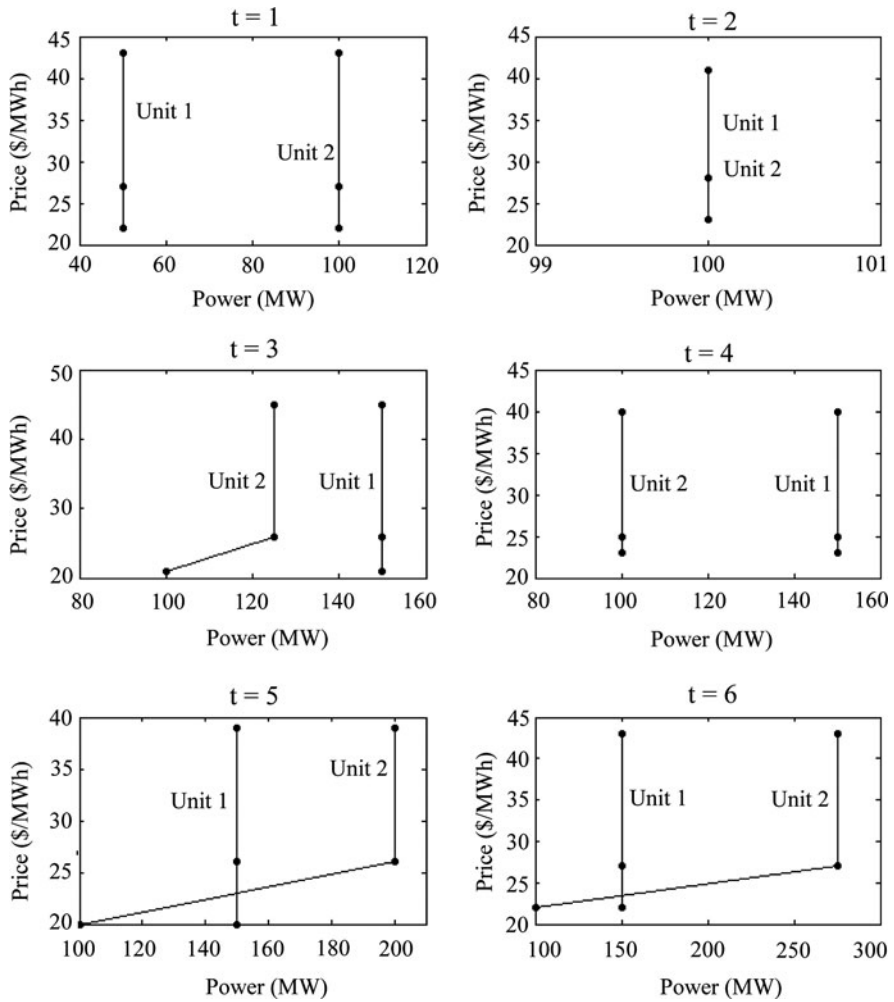 t = 1
45
40
35
30
25
20
Price ($/MWh)
Unit 1
Unit 2
40
60
80
100
120
Power (MW)
t = 2
45
40
35
30
25
20
Price ($/MWh)
Unit 1
Unit 2
99
100
101
Power (MW)
t = 3
50
40
30
20
Price ($/MWh)
Unit 2
Unit 1
80
100
120
140
160
Power (MW)
t = 4
45
40
35
30
25
20
Price ($/MWh)
Unit 2
Unit 1
80
100
120
140
160
Power (MW)
t = 5
40
35
30
25
20
Price ($/MWh)
Unit 1
Unit 2
100
120
140
160
180
200
Power (MW)
t = 6
45
40
35
30
25
20
Price ($/MWh)
Unit 1
Unit 2
100
150
200
250
300
Power (MW)